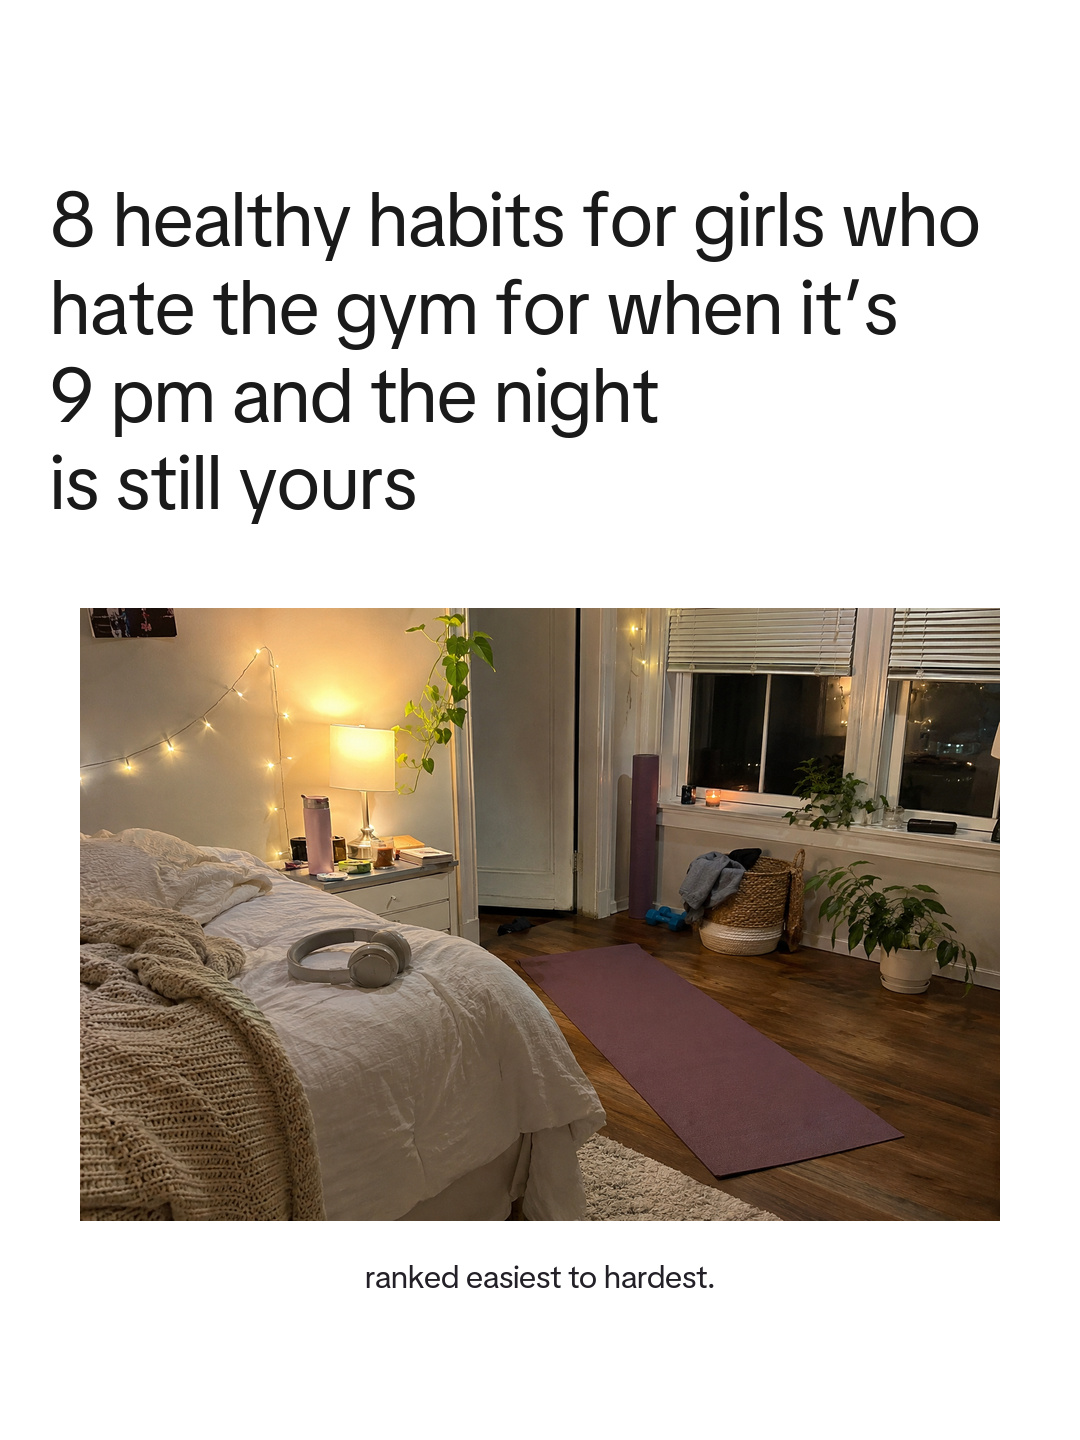 8 healthy habits for girls who
hate the gym for when it’s
9 pm and the night
is still yours
ranked easiest to hardest.